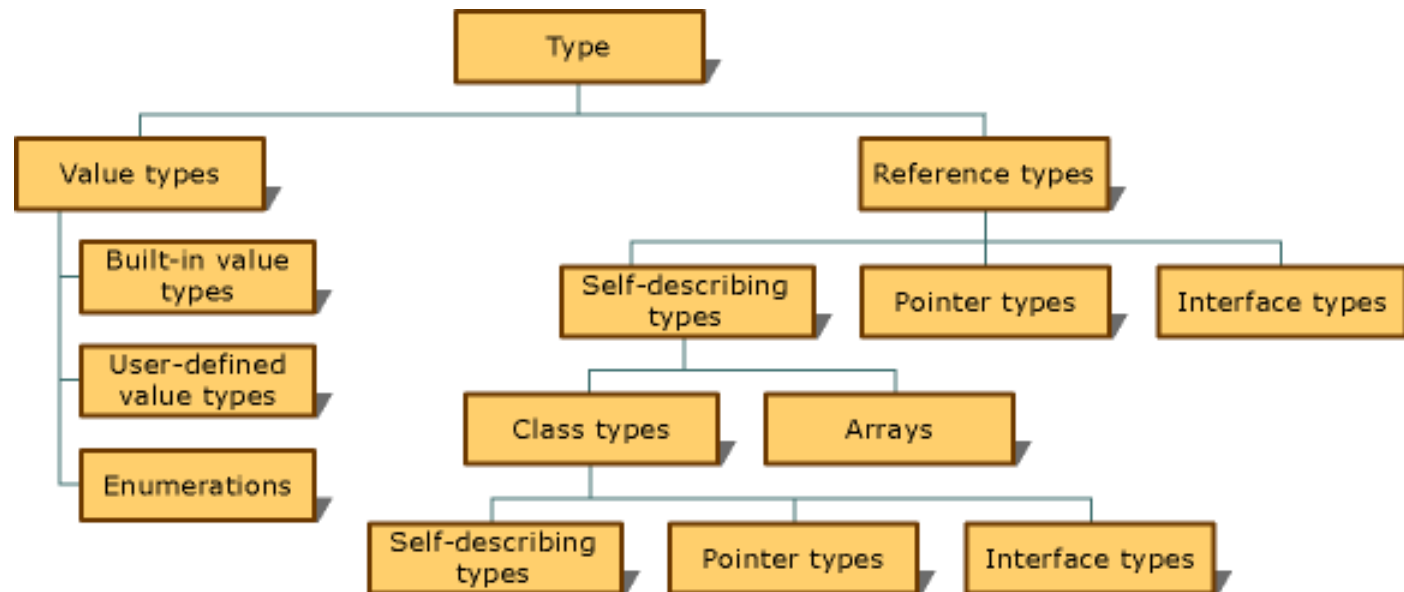 Type
Value types
Reference types
Built-in value
types
User-defined
value types
Enumerations
Self-describing
types
Pointer types
Interface types
Class types
Arrays
Self-describing
types
Pointer types
Interface types